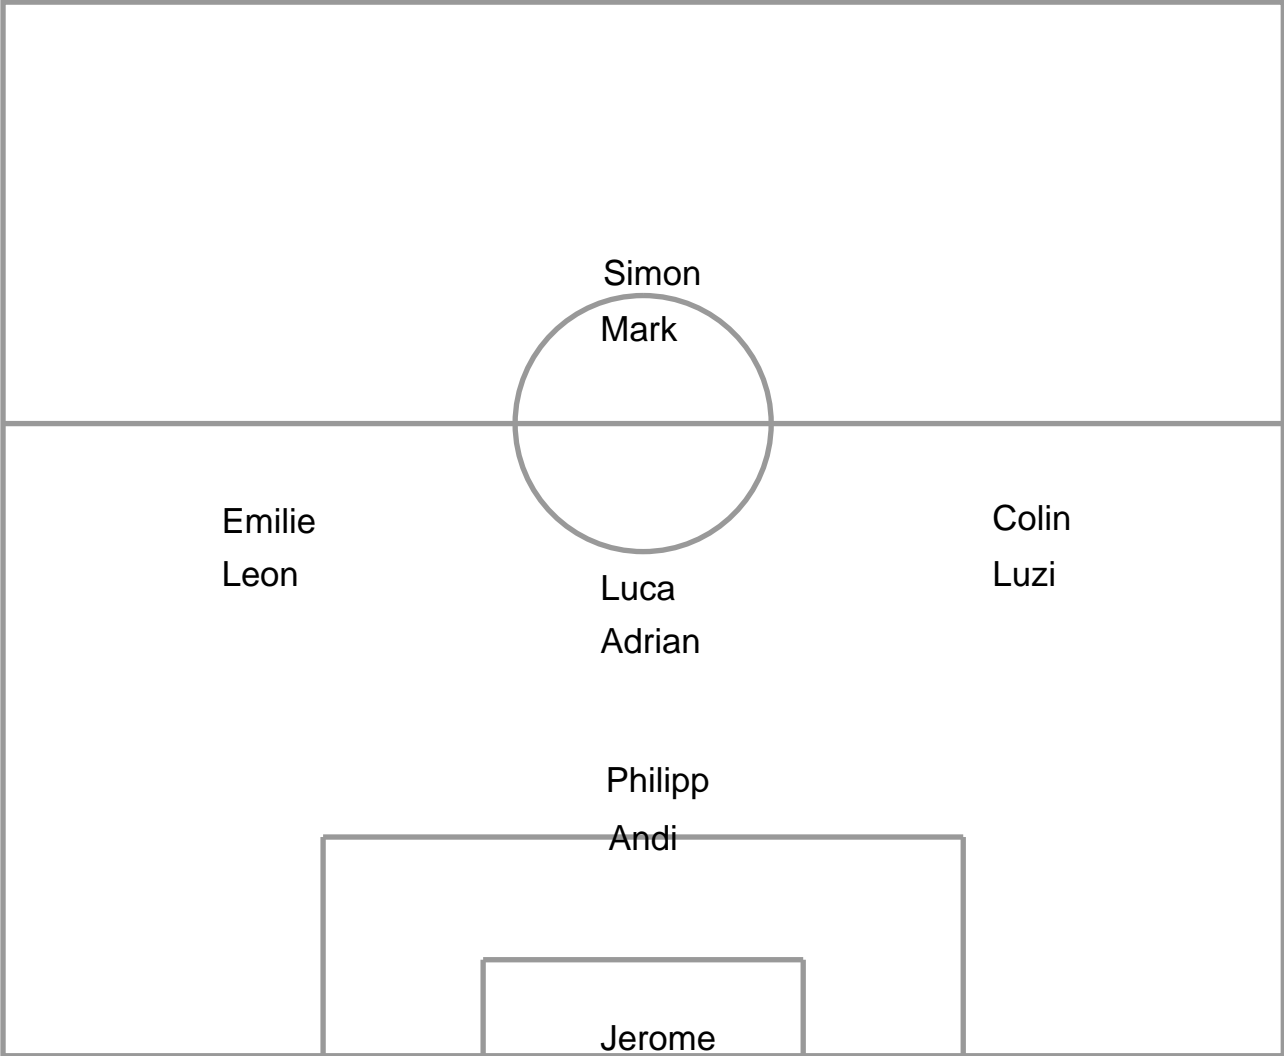 Simon
Mark
Emilie
Leon
Colin
Luzi
Luca
Adrian
Philipp
Andi
Jerome